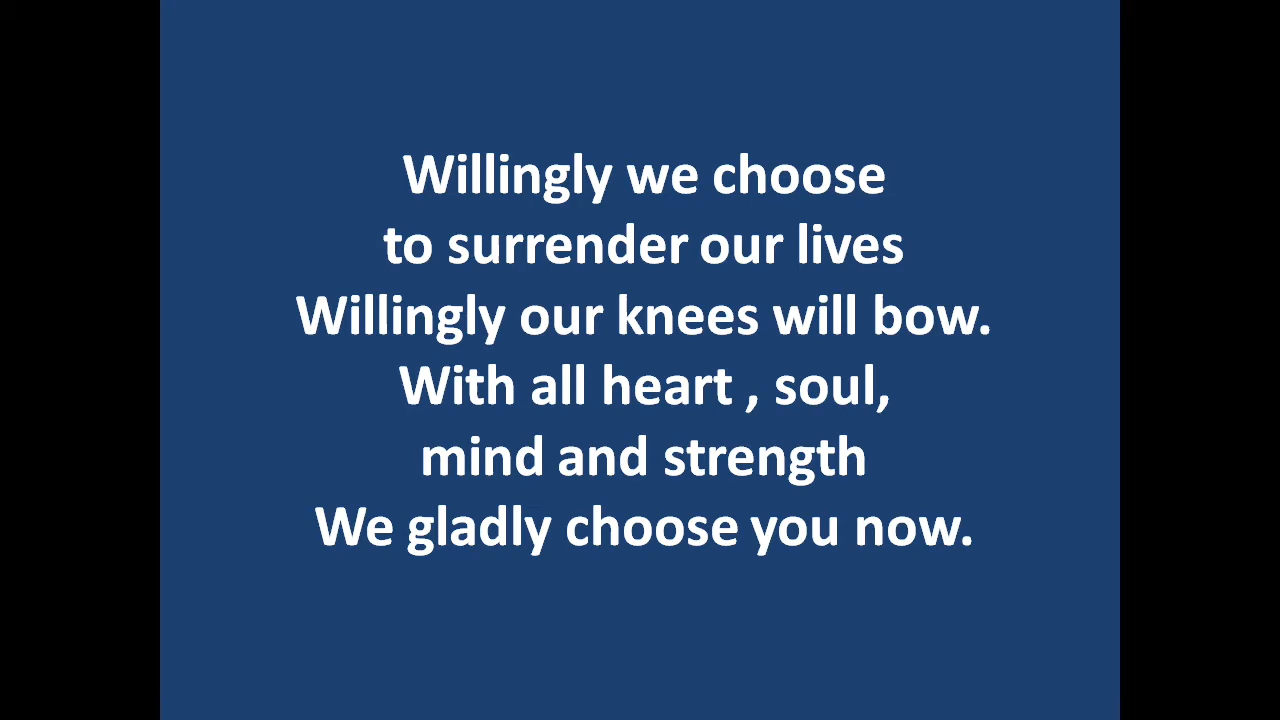 Willingly we choose
to surrender our lives
Willingly our knees will bow.
With all heart , soul,
mind and strength
We gladly choose you now.